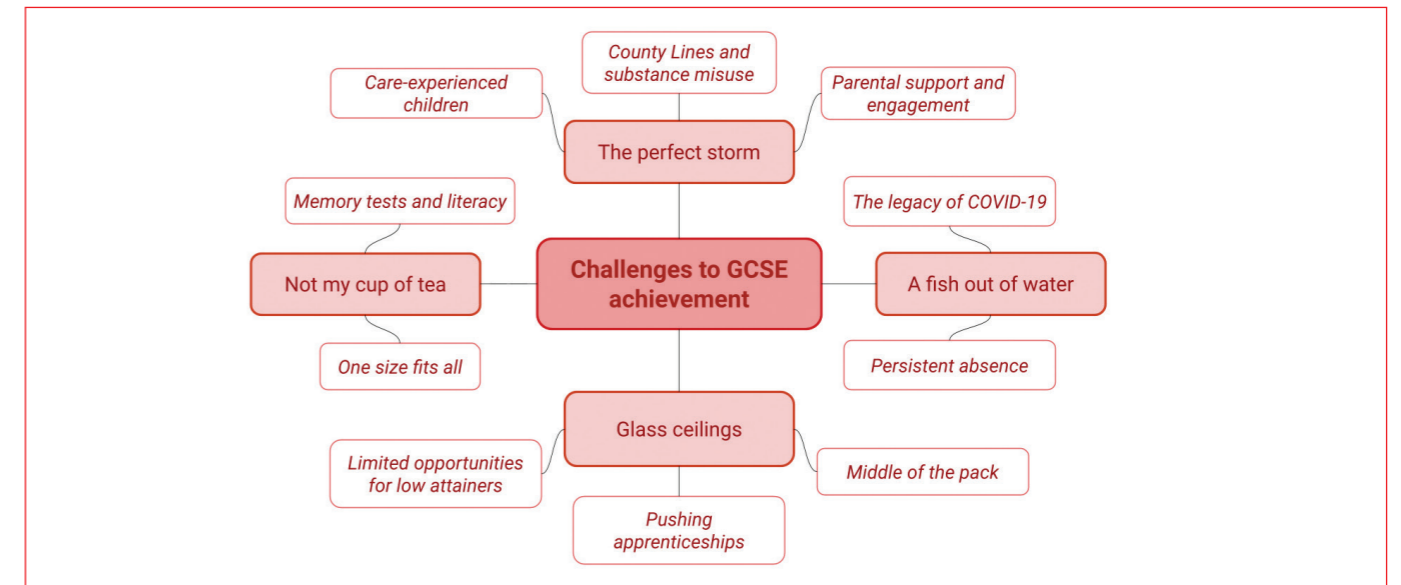 County Lines and
substance misuse
Care-experienced
children
Parental support and
engagement
The perfect storm
Memory tests and literacy
The legacy of COVID-19
Not my cup of tea
Challenges to GCSE
achievement
A fish out of water
One size fits all
Persistent absence
Glass ceilings
Limited opportunities
for low attainers
Middle of the pack
Pushing
apprenticeships